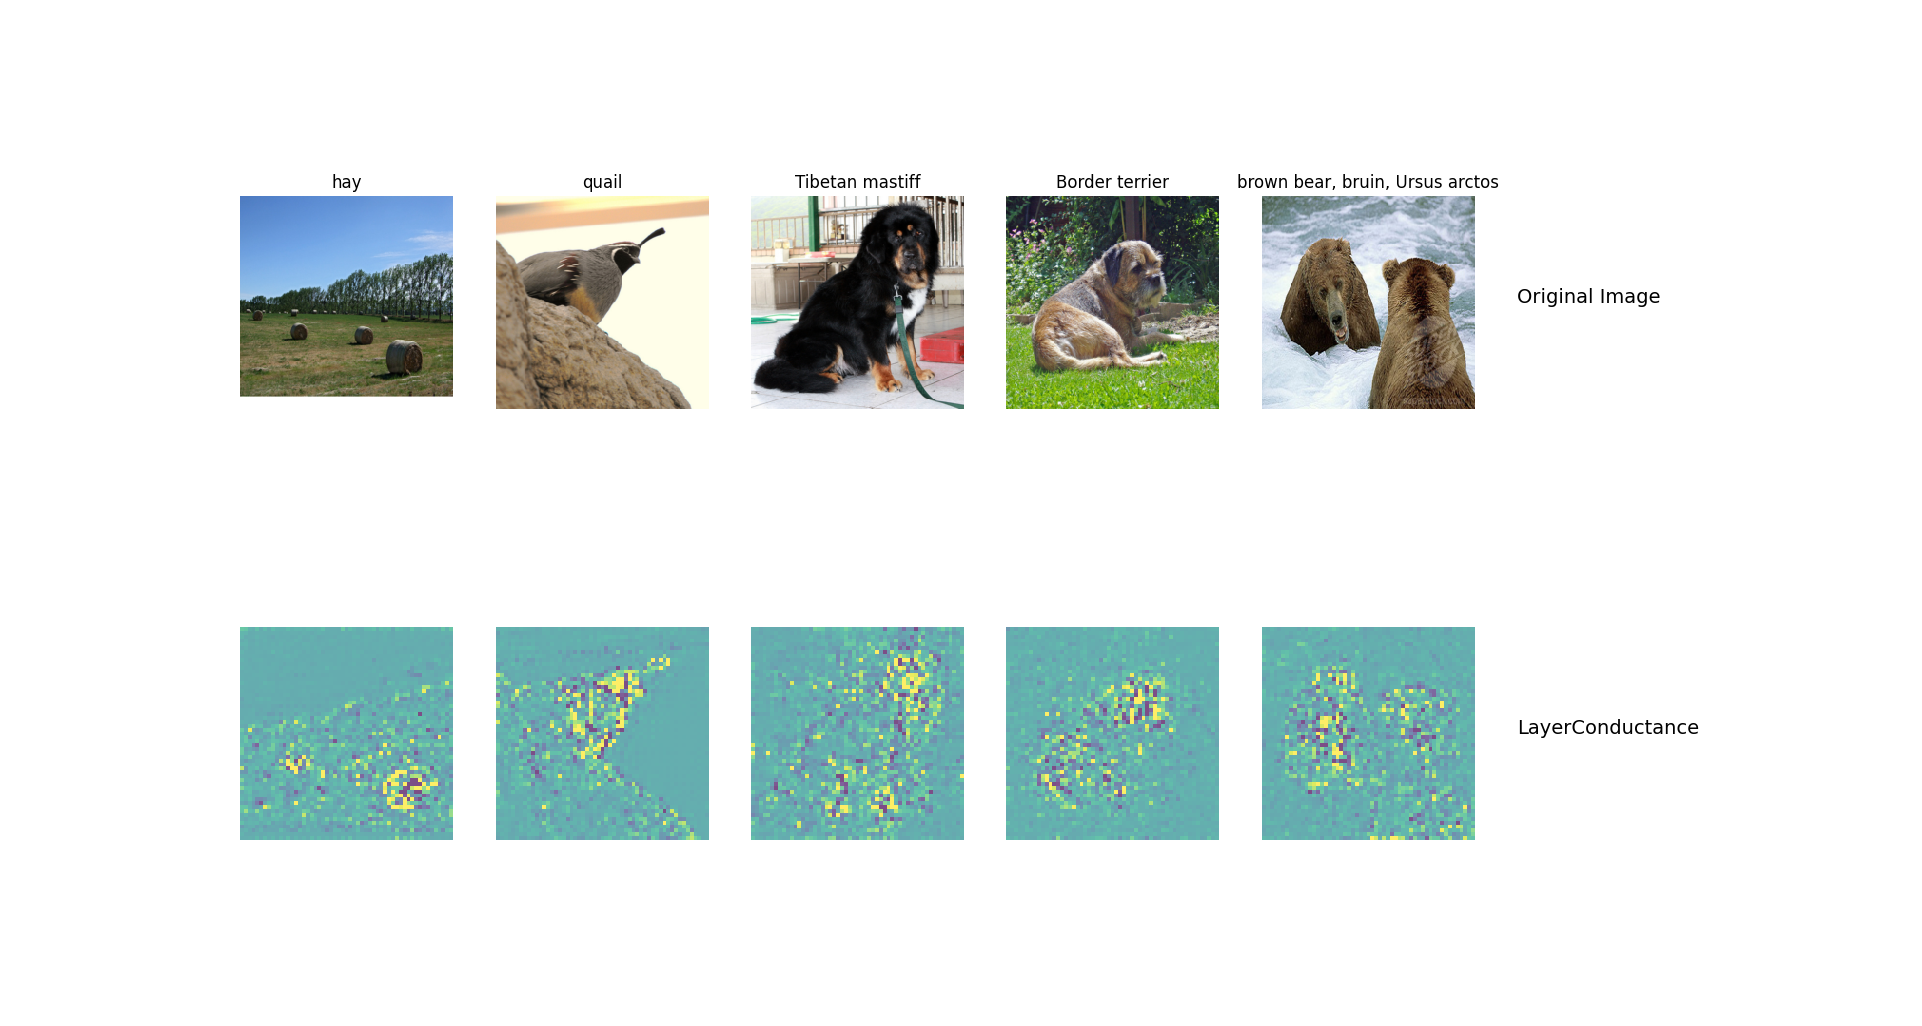 hay
quail
Tibetan mastiff
Border terrier
brown bear, bruin, Ursus arctos
Original Image
LayerConductance